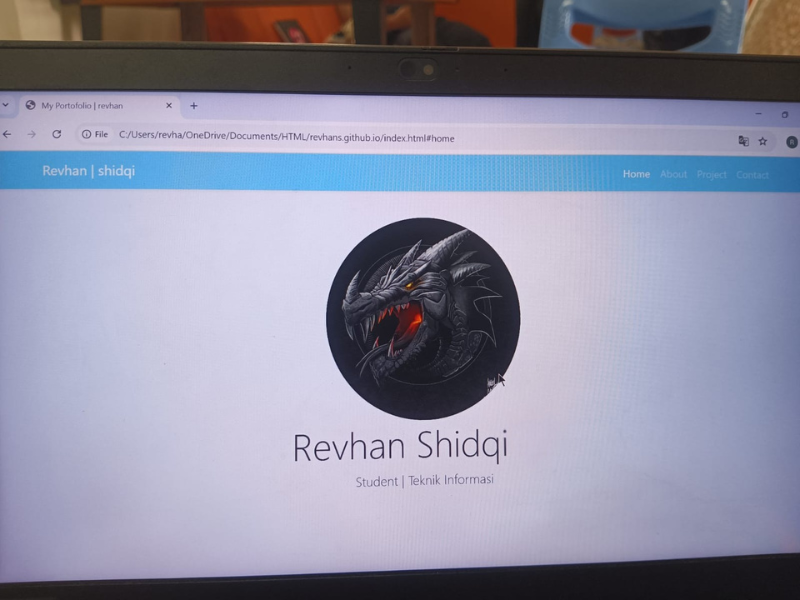 My Portofolio | revhan
File C:/Users/revha/OneDrive/Documents/HTML/revhans.github.io/index.html#home
Revhan | shidqi Home About Project Contact
Revhan Shidqi
Student | Teknik Informasi